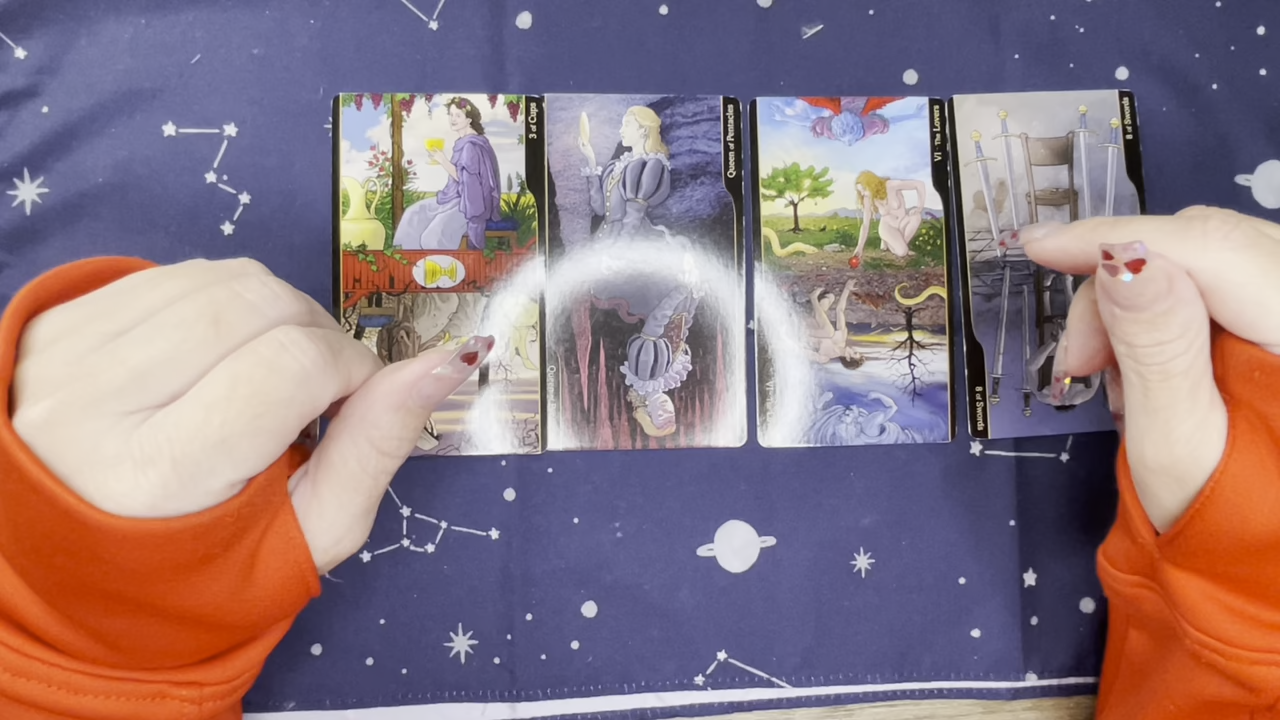 3 of Cups
Queen of Pentacles
VI - The Lovers
8 of Swords
8 of Swords